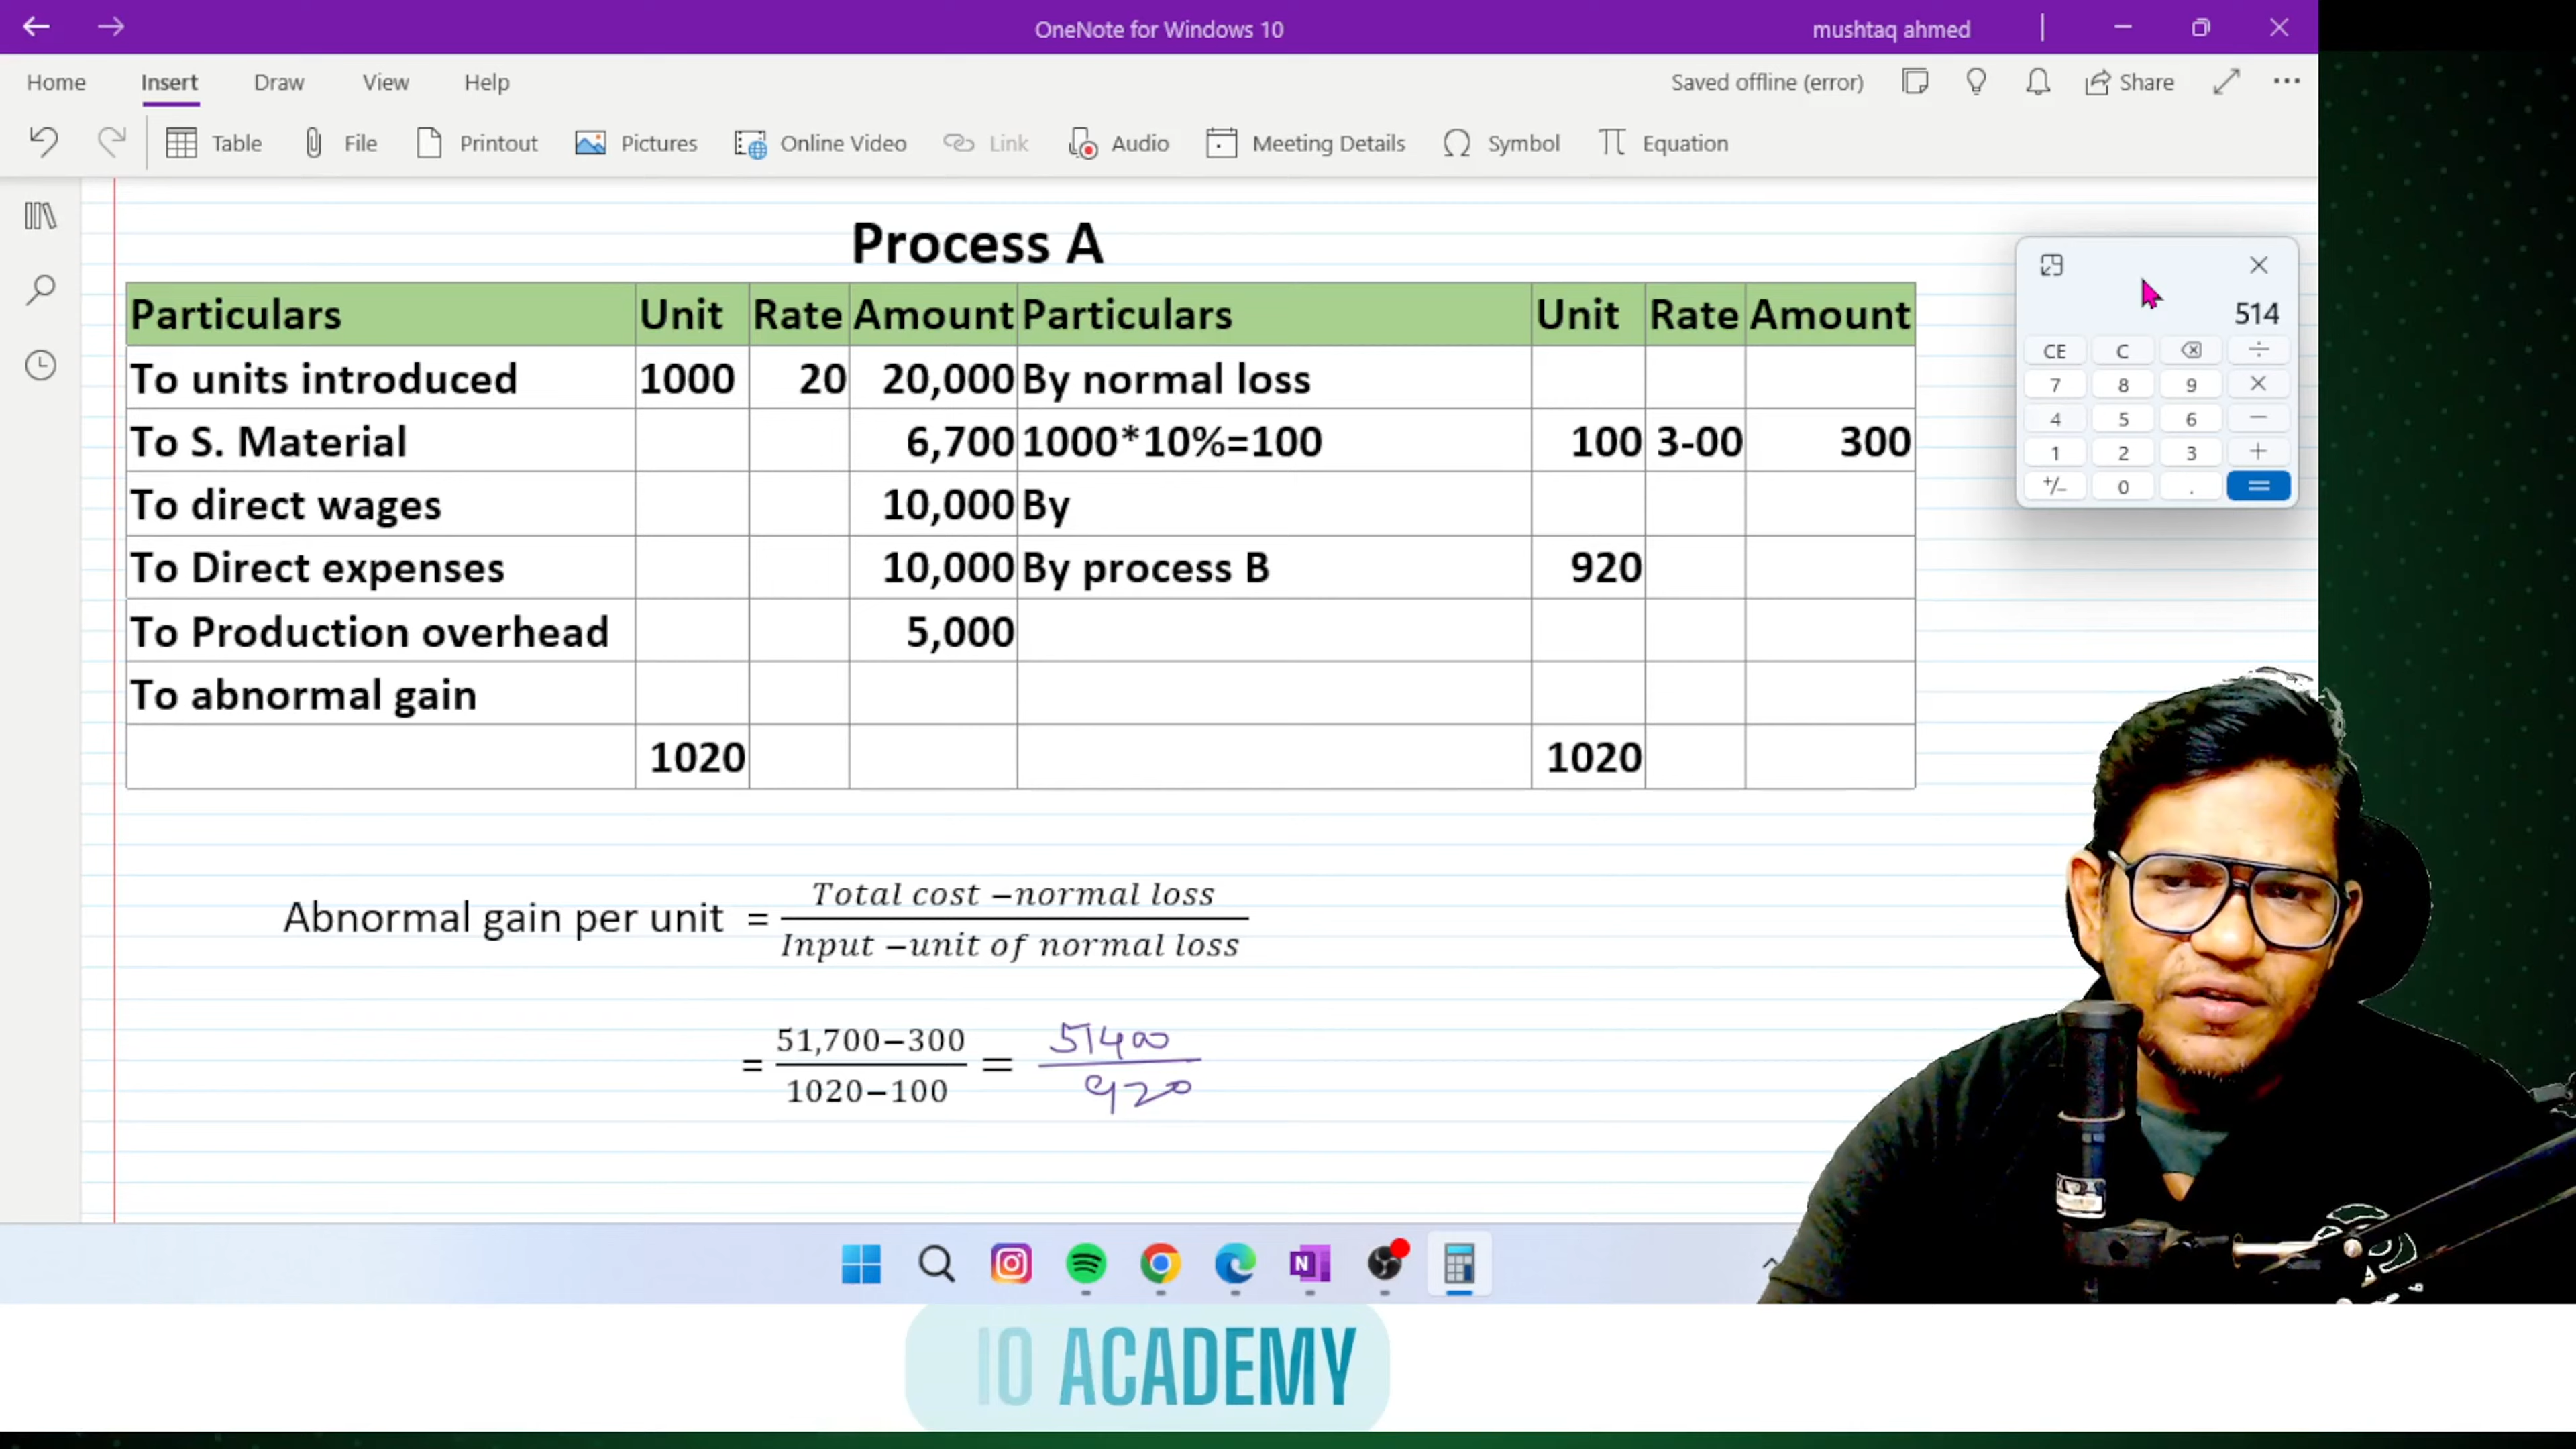 OneNote for Windows 10
mushtaq ahmed
Home Insert Draw View Help
Saved offline (error) Share
Table File Printout Pictures Online Video Link Audio Meeting Details Symbol Equation
Process A
Particulars Unit Rate Amount Particulars Unit Rate Amount
To units introduced 1000 20 20,000 By normal loss
To S. Material 6,700 1000*10%=100 100 3-00 300
To direct wages 10,000 By
To Direct expenses 10,000 By process B 920
To Production overhead 5,000
To abnormal gain
1020 1020
514
CE C ÷
7 8 9 ×
4 5 6 −
1 2 3 +
+/− 0 . =
Total cost −normal loss
Abnormal gain per unit =
Input −unit of normal loss
51,700−300 51400
= =
1020−100 920
IO ACADEMY